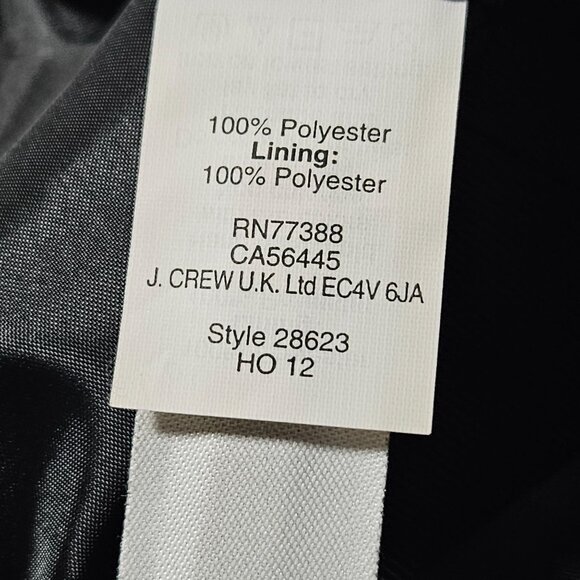 100% Polyester
Lining:
100% Polyester
RN77388
CA56445
J. CREW U.K. Ltd EC4V 6JA
Style 28623
HO 12